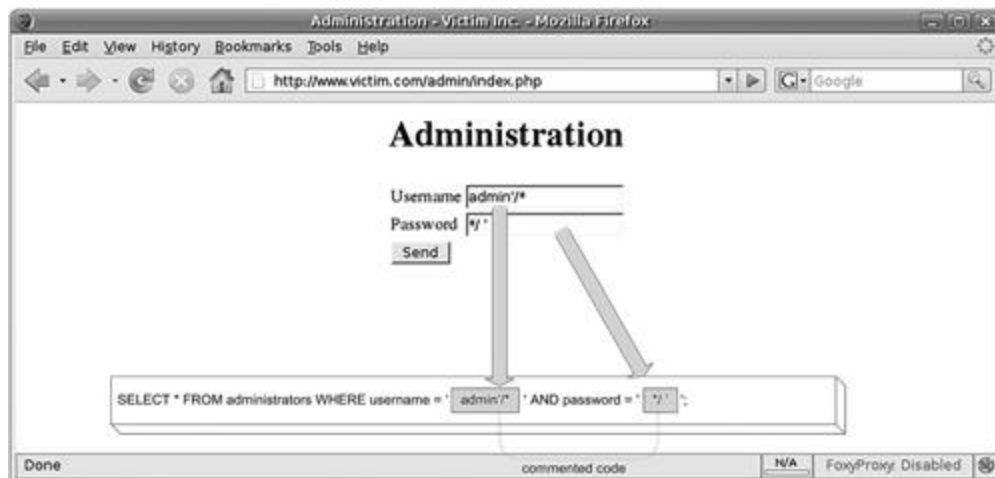 Administration - Victim Inc. - Mozilla Firefox
File Edit View History Bookmarks Tools Help
http://www.victim.com/admin/index.php
G Google
Administration
Username admin'/*
Password */ '
Send
SELECT * FROM administrators WHERE username = ' admin'/* ' AND password = ' */ ' ';
commented code
Done N/A FoxyProxy: Disabled